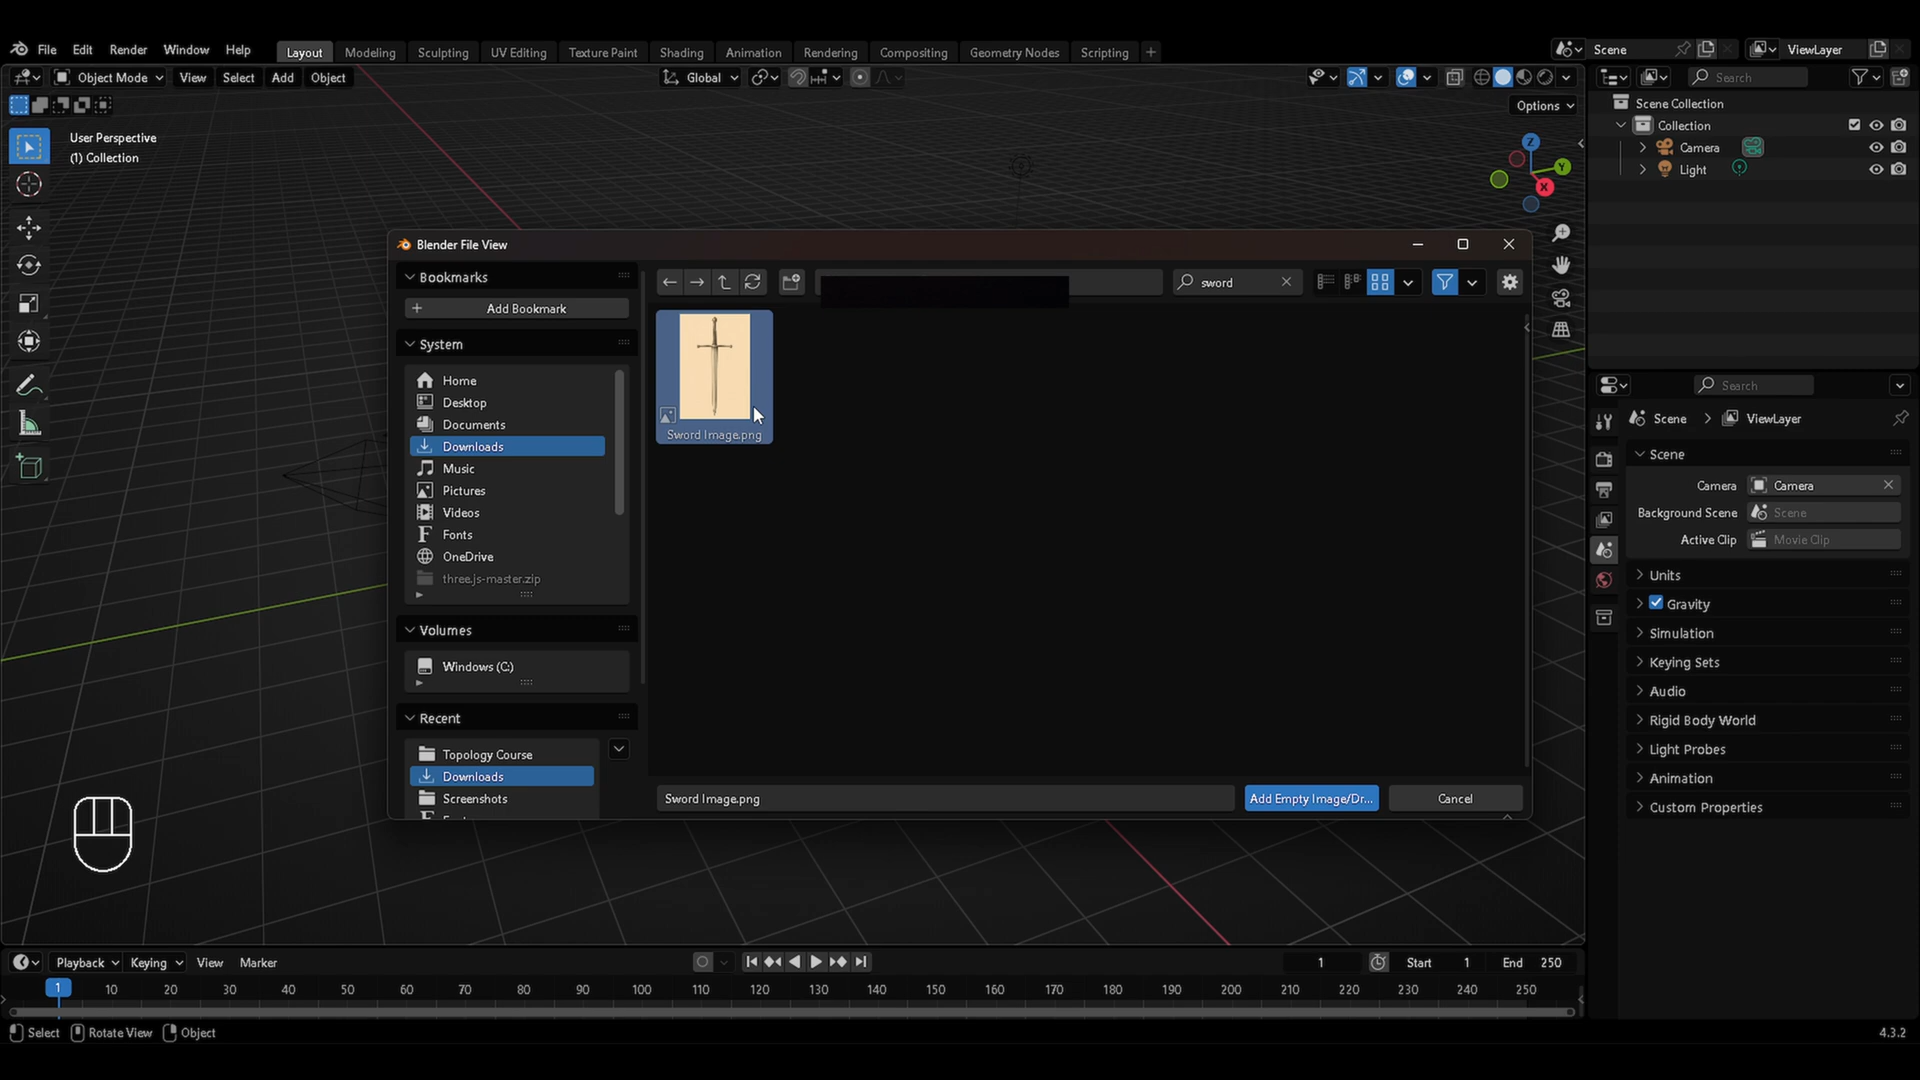 File Edit Render Window Help Layout Modeling Sculpting UV Editing Texture Paint Shading Animation Rendering Compositing Geometry Nodes Scripting + Scene ViewLayer
Object Mode View Select Add Object Global Search
Options
User Perspective
(1) Collection
Z
Y
X
Scene Collection
Collection
Camera
Light
Blender File View
Bookmarks
Add Bookmark
System
Home
Desktop
Documents
Downloads
Music
Pictures
Videos
Fonts
OneDrive
three.js-master.zip
Volumes
Windows (C:)
Recent
Topology Course
Downloads
Screenshots
sword
Sword Image.png
Sword Image.png Add Empty Image/Dr... Cancel
Search
Scene ViewLayer
Scene
Camera Camera
Background Scene Scene
Active Clip Movie Clip
Units
Gravity
Simulation
Keying Sets
Audio
Rigid Body World
Light Probes
Animation
Custom Properties
Playback Keying View Marker 1 Start 1 End 250
1 10 20 30 40 50 60 70 80 90 100 110 120 130 140 150 160 170 180 190 200 210 220 230 240 250
Select Rotate View Object 4.3.2